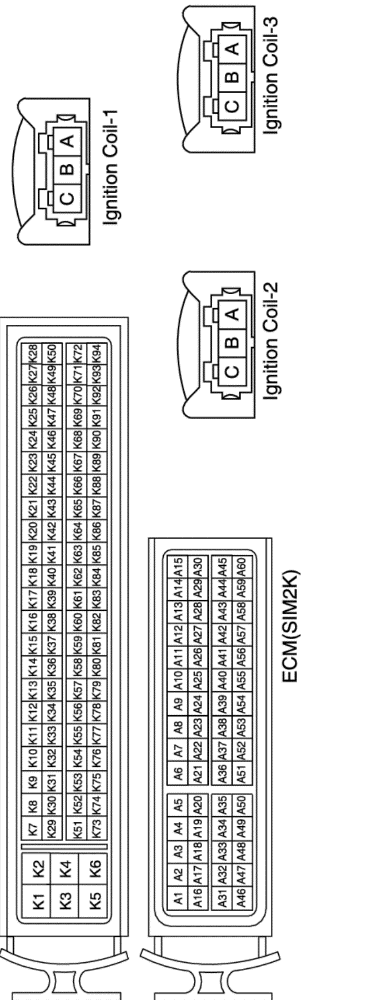 K1 K2
K3 K4
K5 K6
K7 K8 K9 K10 K11 K12 K13 K14 K15 K16 K17 K18 K19 K20 K21 K22 K23 K24 K25 K26 K27 K28
K29 K30 K31 K32 K33 K34 K35 K36 K37 K38 K39 K40 K41 K42 K43 K44 K45 K46 K47 K48 K49 K50
K51 K52 K53 K54 K55 K56 K57 K58 K59 K60 K61 K62 K63 K64 K65 K66 K67 K68 K69 K70 K71 K72
K73 K74 K75 K76 K77 K78 K79 K80 K81 K82 K83 K84 K85 K86 K87 K88 K89 K90 K91 K92 K93 K94
C B A
Ignition Coil-1
A1 A2 A3 A4 A5 A6 A7 A8 A9 A10 A11 A12 A13 A14 A15
A16 A17 A18 A19 A20 A21 A22 A23 A24 A25 A26 A27 A28 A29 A30
A31 A32 A33 A34 A35 A36 A37 A38 A39 A40 A41 A42 A43 A44 A45
A46 A47 A48 A49 A50 A51 A52 A53 A54 A55 A56 A57 A58 A59 A60
ECM(SIM2K)
C B A
Ignition Coil-2
C B A
Ignition Coil-3